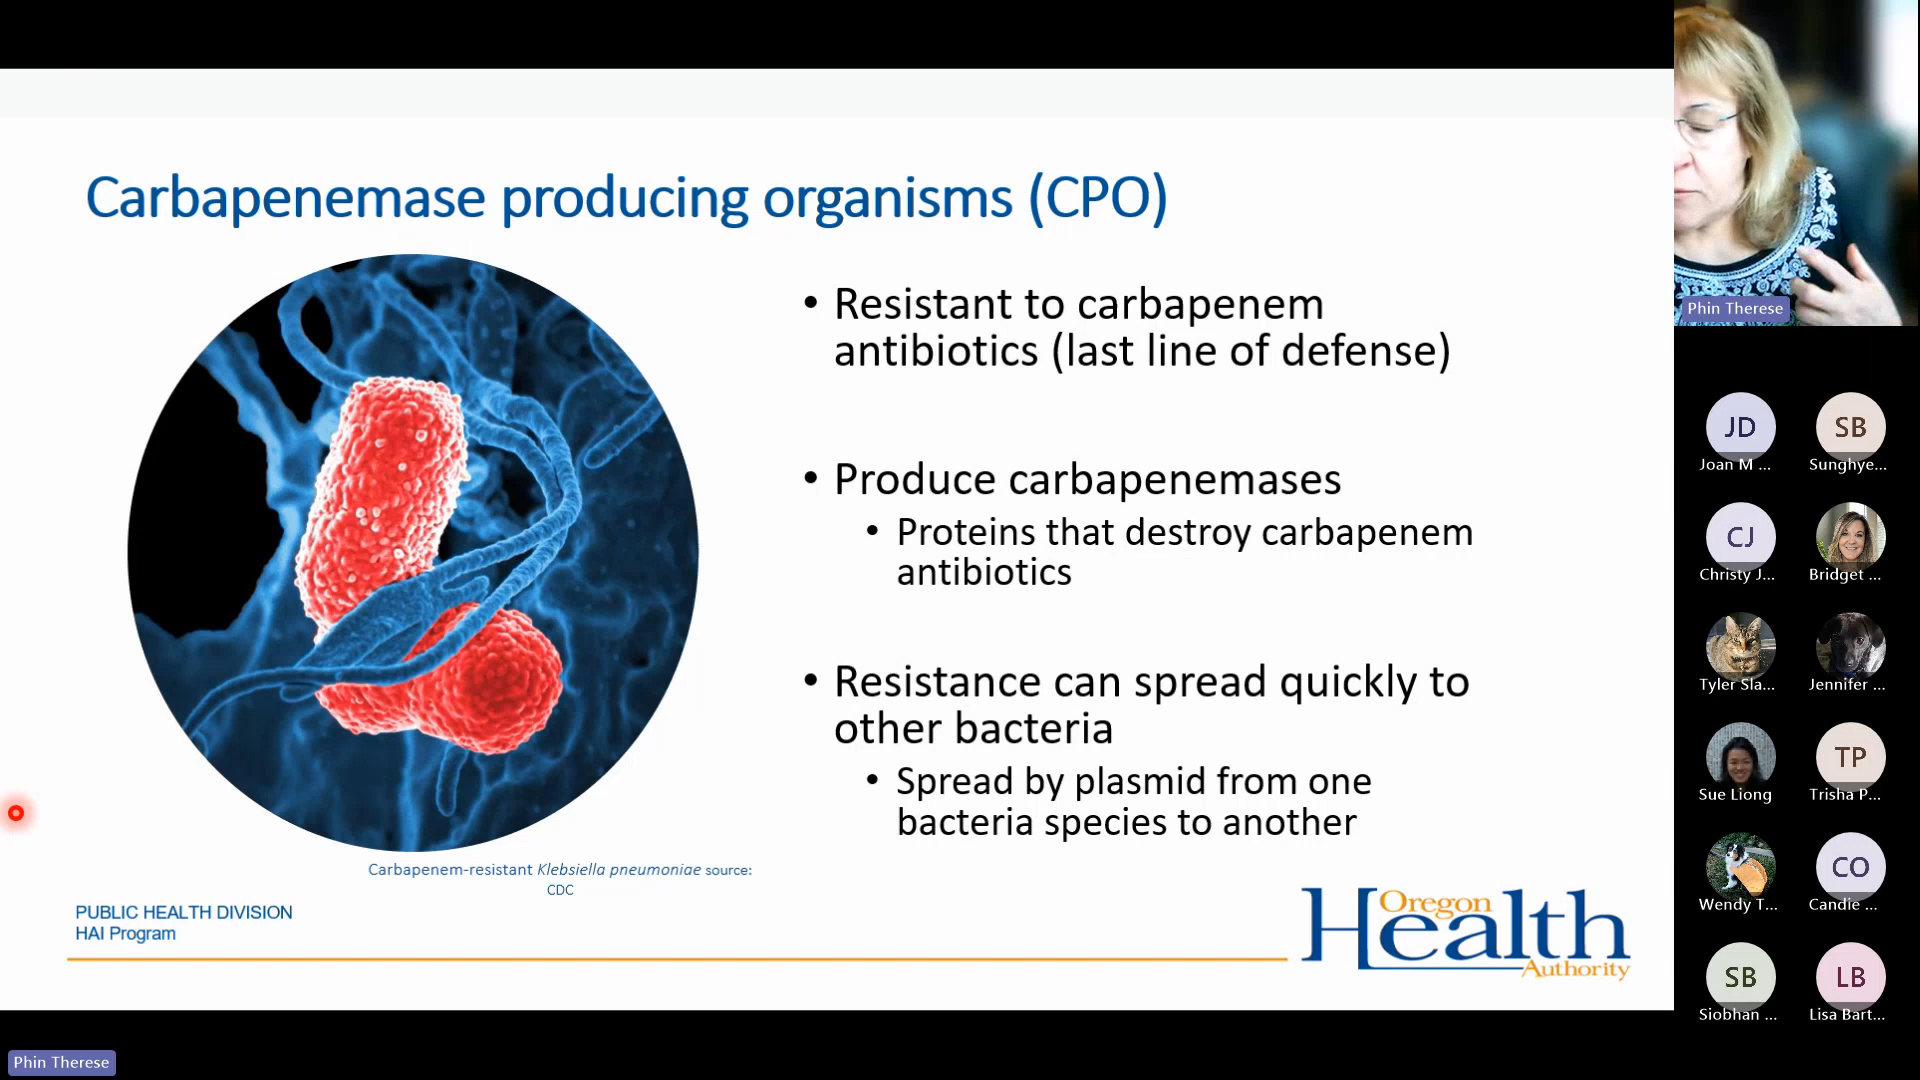 Carbapenemase producing organisms (CPO)
• Resistant to carbapenem
antibiotics (last line of defense)
• Produce carbapenemases
• Proteins that destroy carbapenem
antibiotics
• Resistance can spread quickly to
other bacteria
• Spread by plasmid from one
bacteria species to another
Carbapenem-resistant Klebsiella pneumoniae source:
CDC
PUBLIC HEALTH DIVISION
HAI Program
Oregon
Health
Authority
Phin Therese
Phin Therese
JD
Joan M ...
SB
Sunghye...
CJ
Christy J...
Bridget ...
Tyler Sla...
Jennifer ...
Sue Liong
TP
Trisha P...
Wendy T...
CO
Candie ...
SB
Siobhan ...
LB
Lisa Bart...